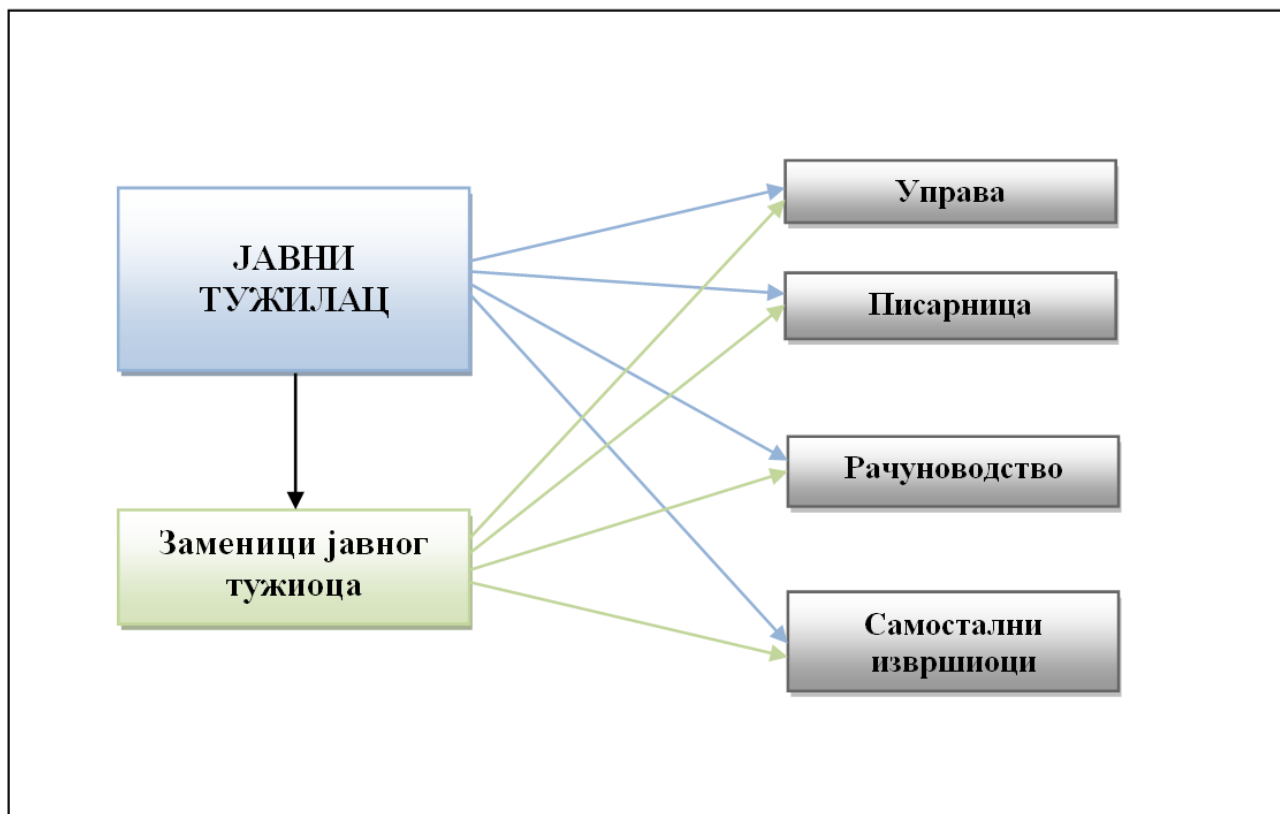 ЈАВНИ
ТУЖИЛАЦ
Заменици јавног
тужиоца
Управа
Писарница
Рачуноводство
Самостални
извршиоци